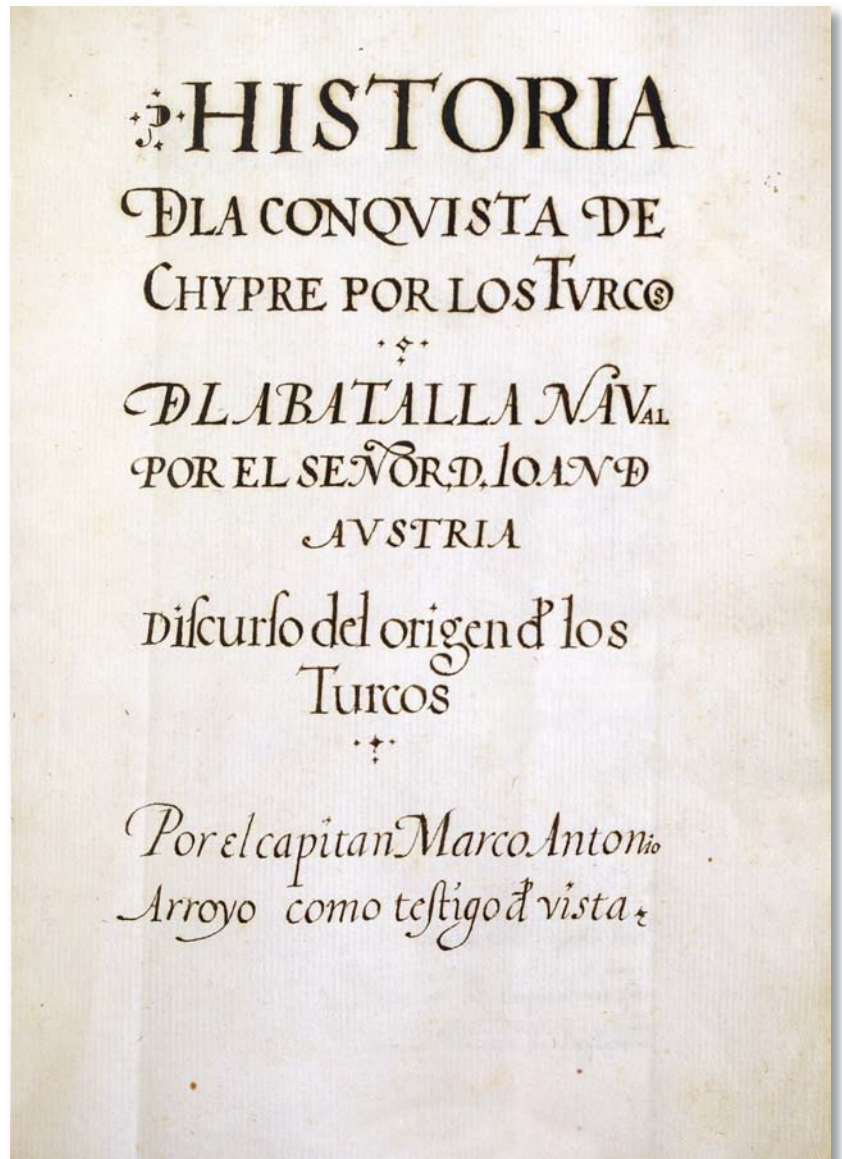 HISTORIA
DLA CONQVISTA DE
CHYPRE POR LOS TVRCOS
DLA BATALLA NAVAL
POR EL SEÑOR. D. IOAN D
AVSTRIA
Diſcurſo del origen d' los
Turcos
Por el capitan Marco Antonio
Arroyo como teſtigo d' viſta